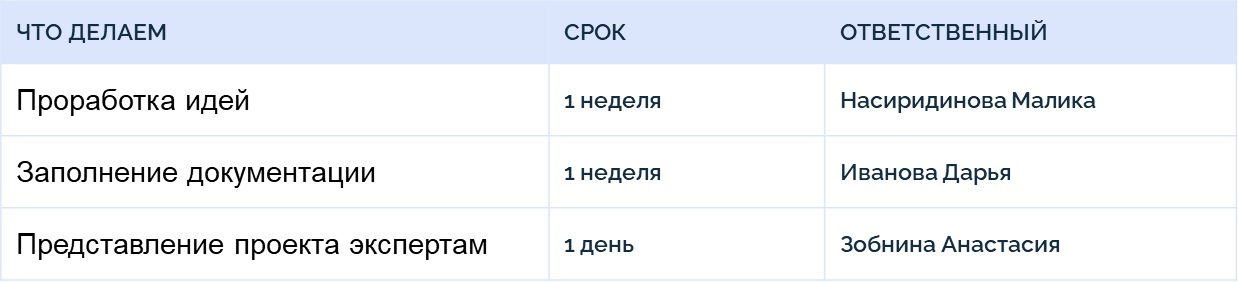 ЧТО ДЕЛАЕМ СРОК ОТВЕТСТВЕННЫЙ
Проработка идей 1 неделя Насиридинова Малика
Заполнение документации 1 неделя Иванова Дарья
Представление проекта экспертам 1 день Зобнина Анастасия